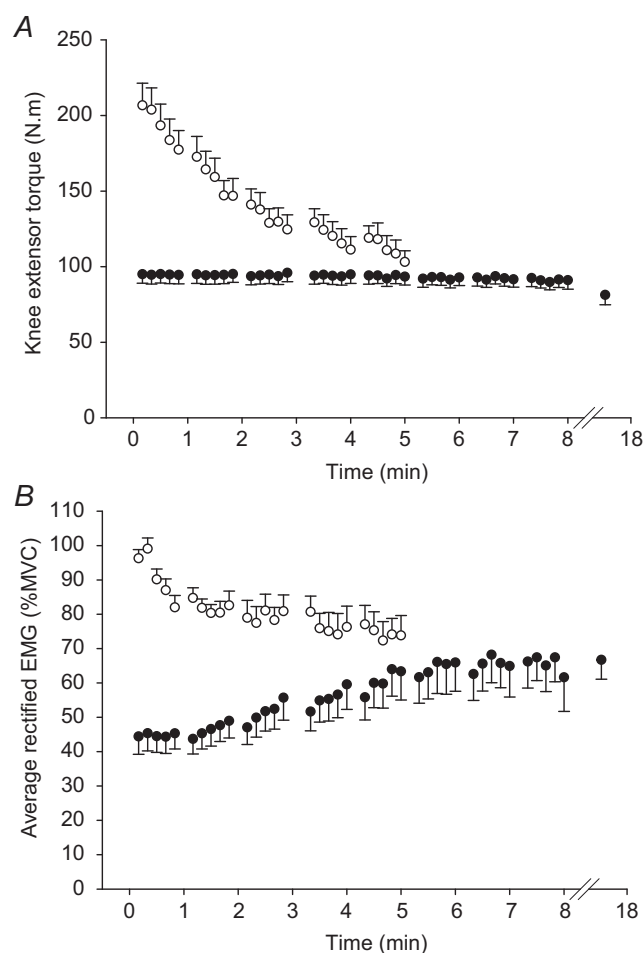 A
Knee extensor torque (N.m)
250
200
150
100
50
0
0 1 2 3 4 5 6 7 8 18
Time (min)
B
Average rectified EMG (%MVC)
110
100
90
80
70
60
50
40
30
20
10
0
0 1 2 3 4 5 6 7 8 18
Time (min)